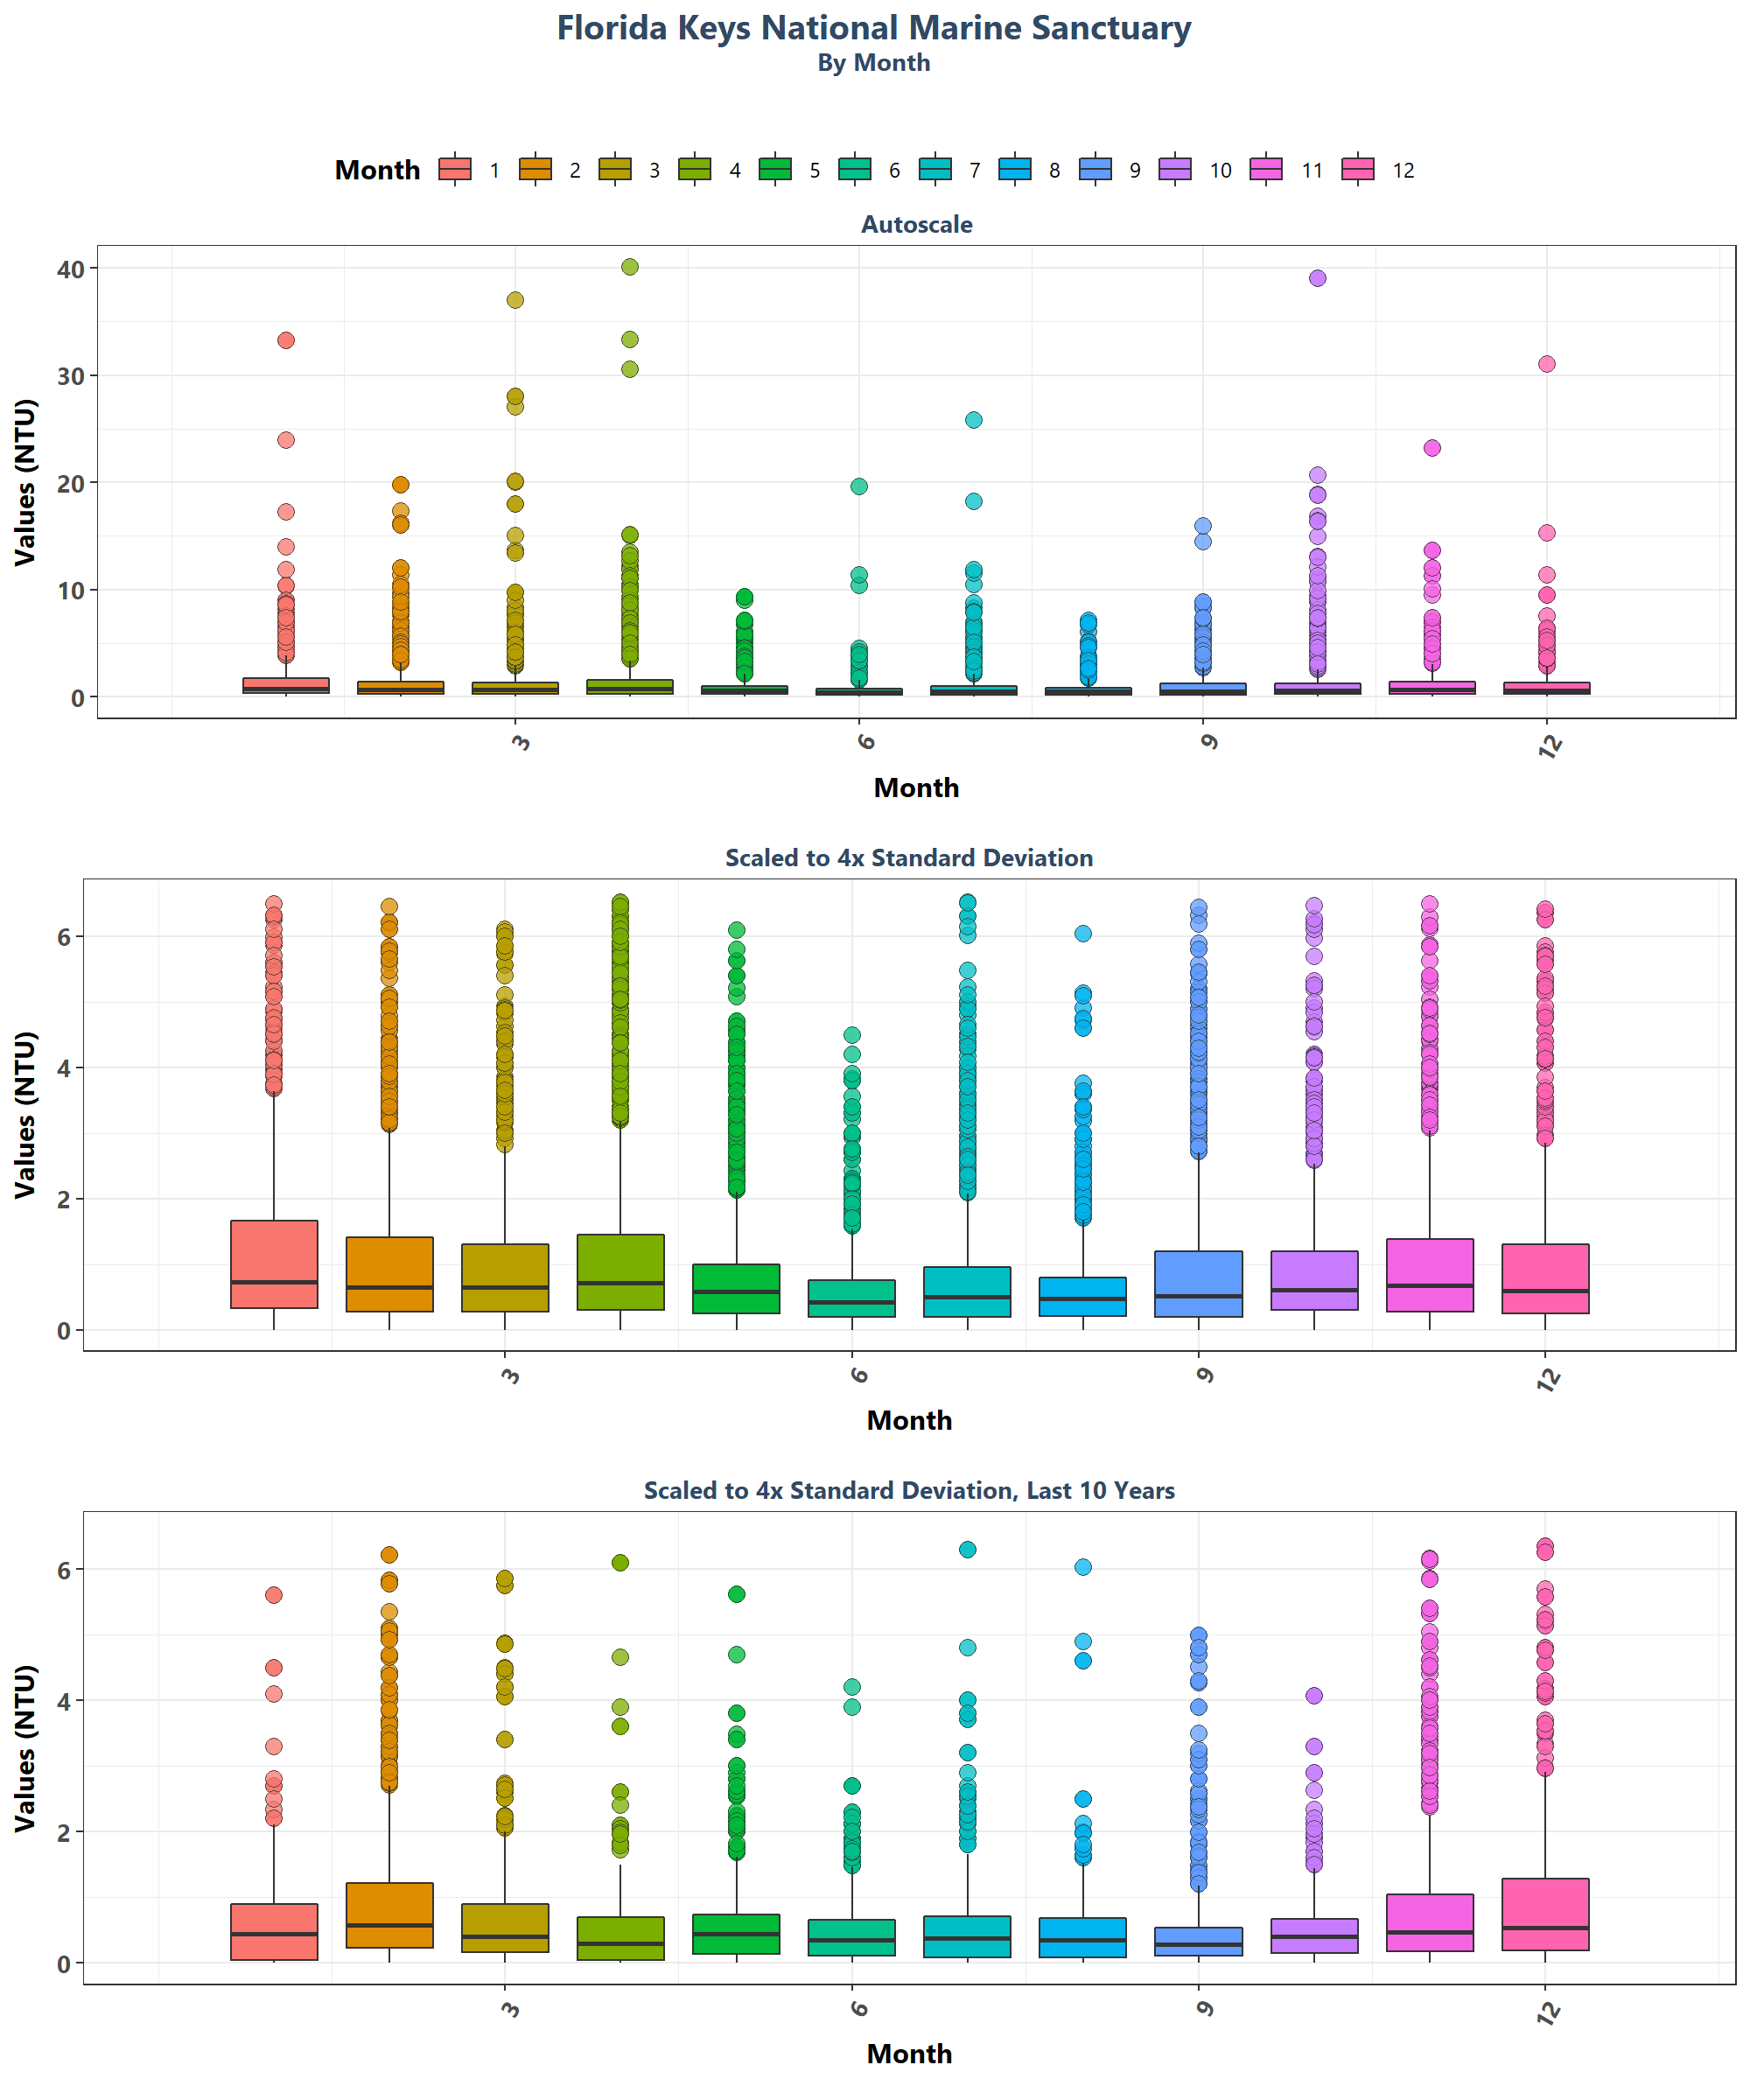 Florida Keys National Marine Sanctuary
By Month
Month 1 2 3 4 5 6 7 8 9 10 11 12
Autoscale
Values (NTU)
40
30
20
10
0
3 6 9 12
Month
Scaled to 4x Standard Deviation
Values (NTU)
6
4
2
0
3 6 9 12
Month
Scaled to 4x Standard Deviation, Last 10 Years
Values (NTU)
6
4
2
0
3 6 9 12
Month